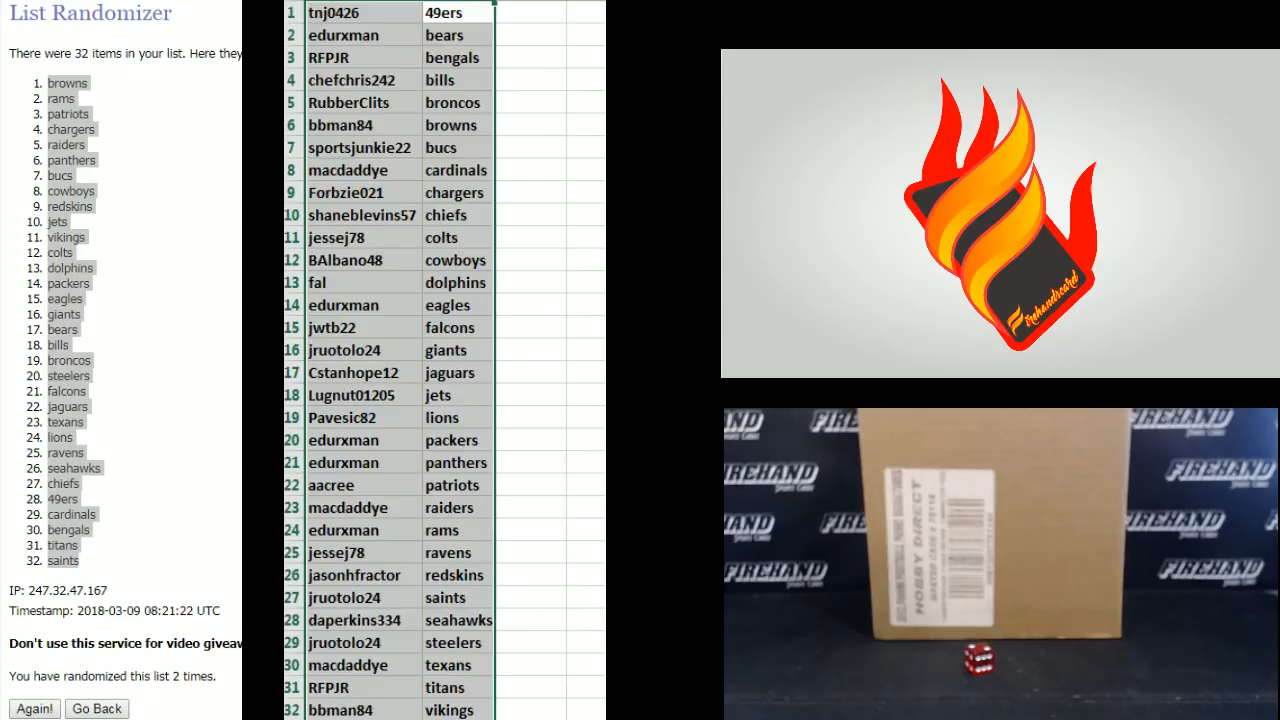 List Randomizer
There were 32 items in your list. Here they
1. browns
2. rams
3. patriots
4. chargers
5. raiders
6. panthers
7. bucs
8. cowboys
9. redskins
10. jets
11. vikings
12. colts
13. dolphins
14. packers
15. eagles
16. giants
17. bears
18. bills
19. broncos
20. steelers
21. falcons
22. jaguars
23. texans
24. lions
25. ravens
26. seahawks
27. chiefs
28. 49ers
29. cardinals
30. bengals
31. titans
32. saints
IP: 247.32.47.167
Timestamp: 2018-03-09 08:21:22 UTC
Don't use this service for video giveaw
You have randomized this list 2 times.
Again! Go Back
1 tnj0426 49ers
2 edurxman bears
3 RFPJR bengals
4 chefchris242 bills
5 RubberClits broncos
6 bbman84 browns
7 sportsjunkie22 bucs
8 macdaddye cardinals
9 Forbzie021 chargers
10 shaneblevins57 chiefs
11 jessej78 colts
12 BAlbano48 cowboys
13 fal dolphins
14 edurxman eagles
15 jwtb22 falcons
16 jruotolo24 giants
17 Cstanhope12 jaguars
18 Lugnut01205 jets
19 Pavesic82 lions
20 edurxman packers
21 edurxman panthers
22 aacree patriots
23 macdaddye raiders
24 edurxman rams
25 jessej78 ravens
26 jasonhfractor redskins
27 jruotolo24 saints
28 daperkins334 seahawks
29 jruotolo24 steelers
30 macdaddye texans
31 RFPJR titans
32 bbman84 vikings
Firehandscard
FIREHAND
HOBBY DIRECT